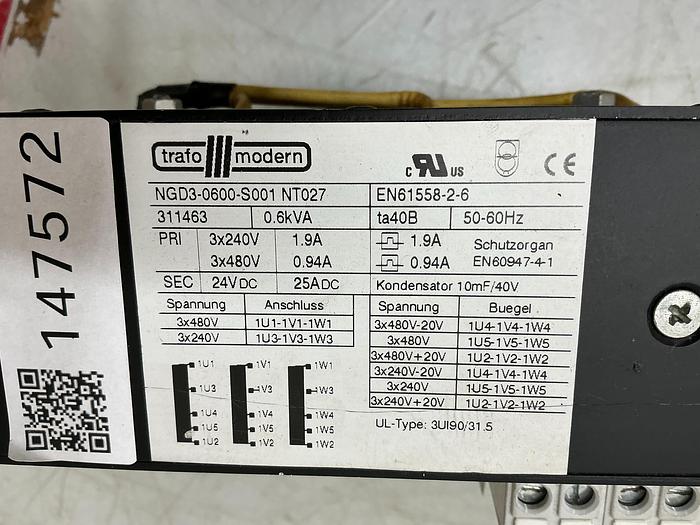 147572
trafo modern
c RU US
CE
NGD3-0600-S001 NT027 EN61558-2-6
311463 0.6kVA ta40B 50-60Hz
PRI 3x240V 1.9A 1.9A Schutzorgan
3x480V 0.94A 0.94A EN60947-4-1
SEC 24VDC 25ADC Kondensator 10mF/40V
Spannung Anschluss
3x480V 1U1-1V1-1W1
3x240V 1U3-1V3-1W3
Spannung Buegel
3x480V-20V 1U4-1V4-1W4
3x480V 1U5-1V5-1W5
3x480V+20V 1U2-1V2-1W2
3x240V-20V 1U4-1V4-1W4
3x240V 1U5-1V5-1W5
3x240V+20V 1U2-1V2-1W2
1U1 1V1 1W1
1U3 1V3 1W3
1U4 1V4 1W4
1U5 1V5 1W5
1U2 1V2 1W2
UL-Type: 3UI90/31.5